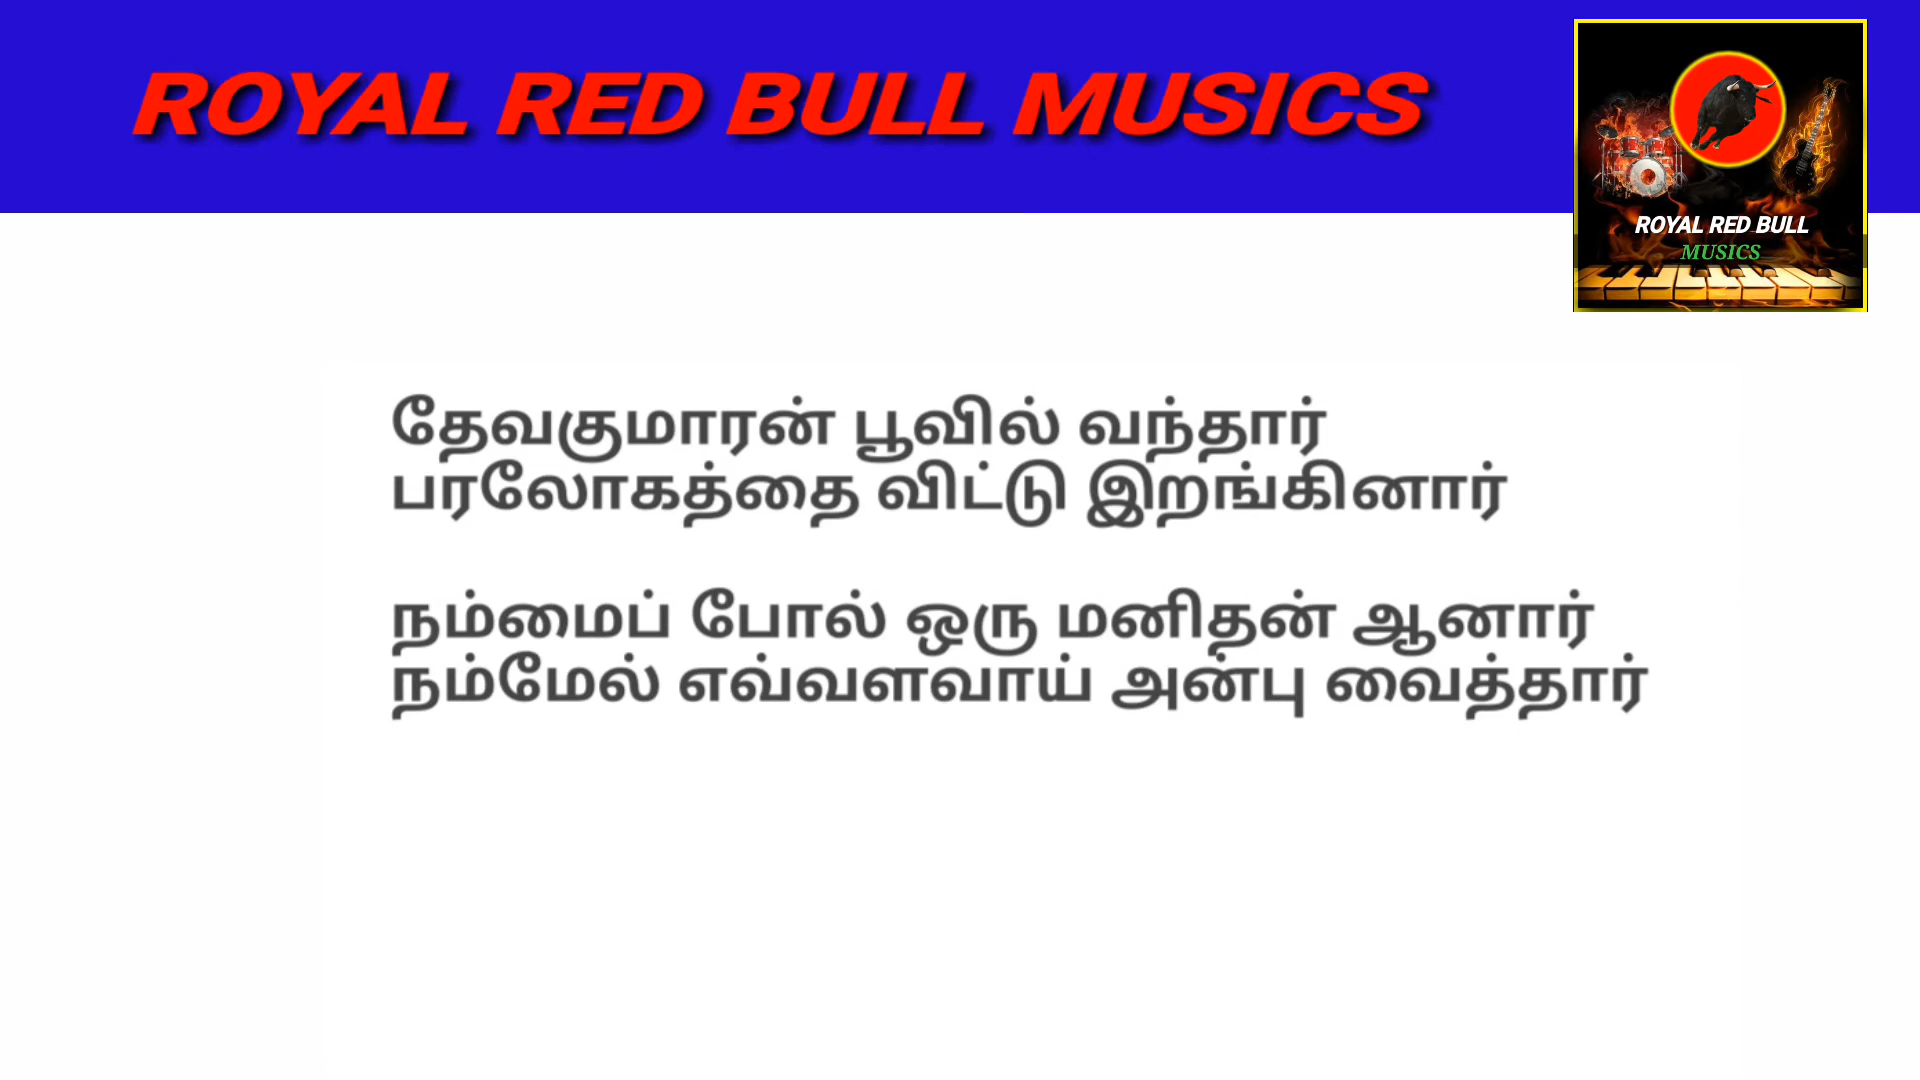 ROYAL RED BULL MUSICS
ROYAL RED BULL
MUSICS
தேவகுமாரன் பூவில் வந்தார்
பரலோகத்தை விட்டு இறங்கினார்
நம்மைப் போல் ஒரு மனிதன் ஆனார்
நம்மேல் எவ்வளவாய் அன்பு வைத்தார்